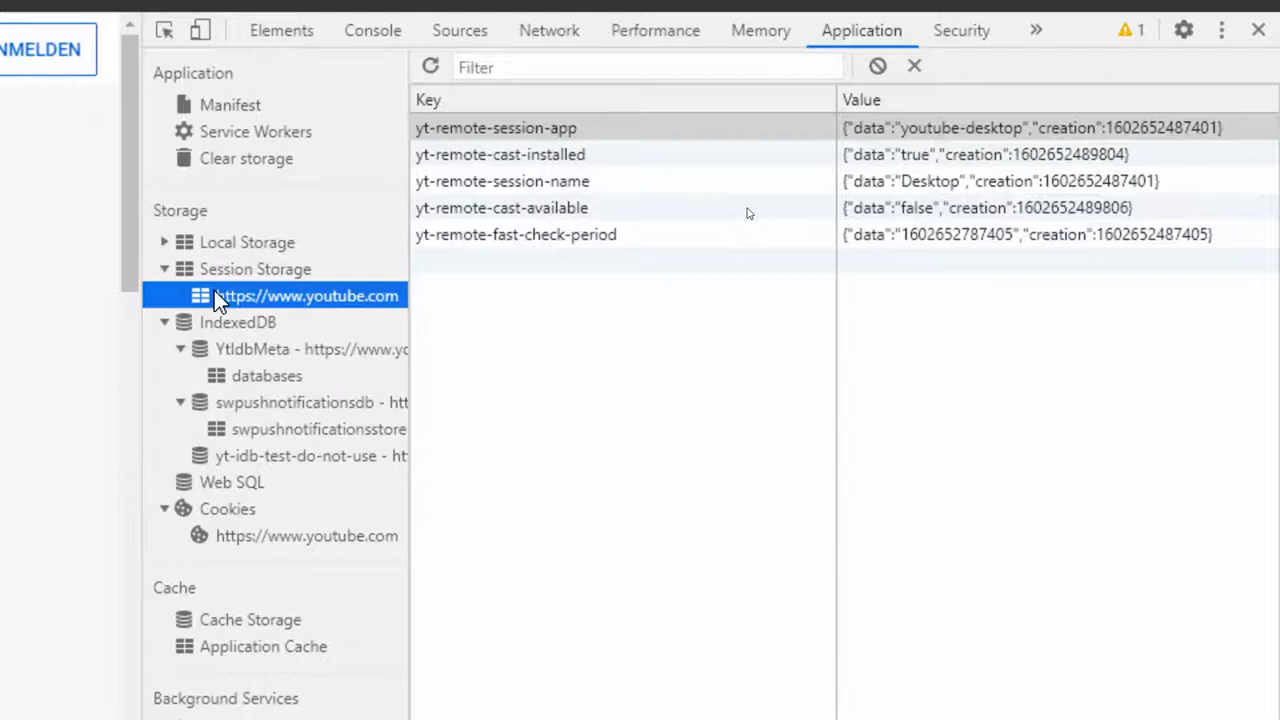 NMELDEN
Elements Console Sources Network Performance Memory Application Security » 1
Filter
Application
Manifest
Service Workers
Clear storage
Storage
Local Storage
Session Storage
https://www.youtube.com
IndexedDB
YtIdbMeta - https://www.yo
databases
swpushnotificationsdb - htt
swpushnotificationsstore
yt-idb-test-do-not-use - ht
Web SQL
Cookies
https://www.youtube.com
Cache
Cache Storage
Application Cache
Background Services
Key Value
yt-remote-session-app {"data":"youtube-desktop","creation":1602652487401}
yt-remote-cast-installed {"data":"true","creation":1602652489804}
yt-remote-session-name {"data":"Desktop","creation":1602652487401}
yt-remote-cast-available {"data":"false","creation":1602652489806}
yt-remote-fast-check-period {"data":"1602652787405","creation":1602652487405}